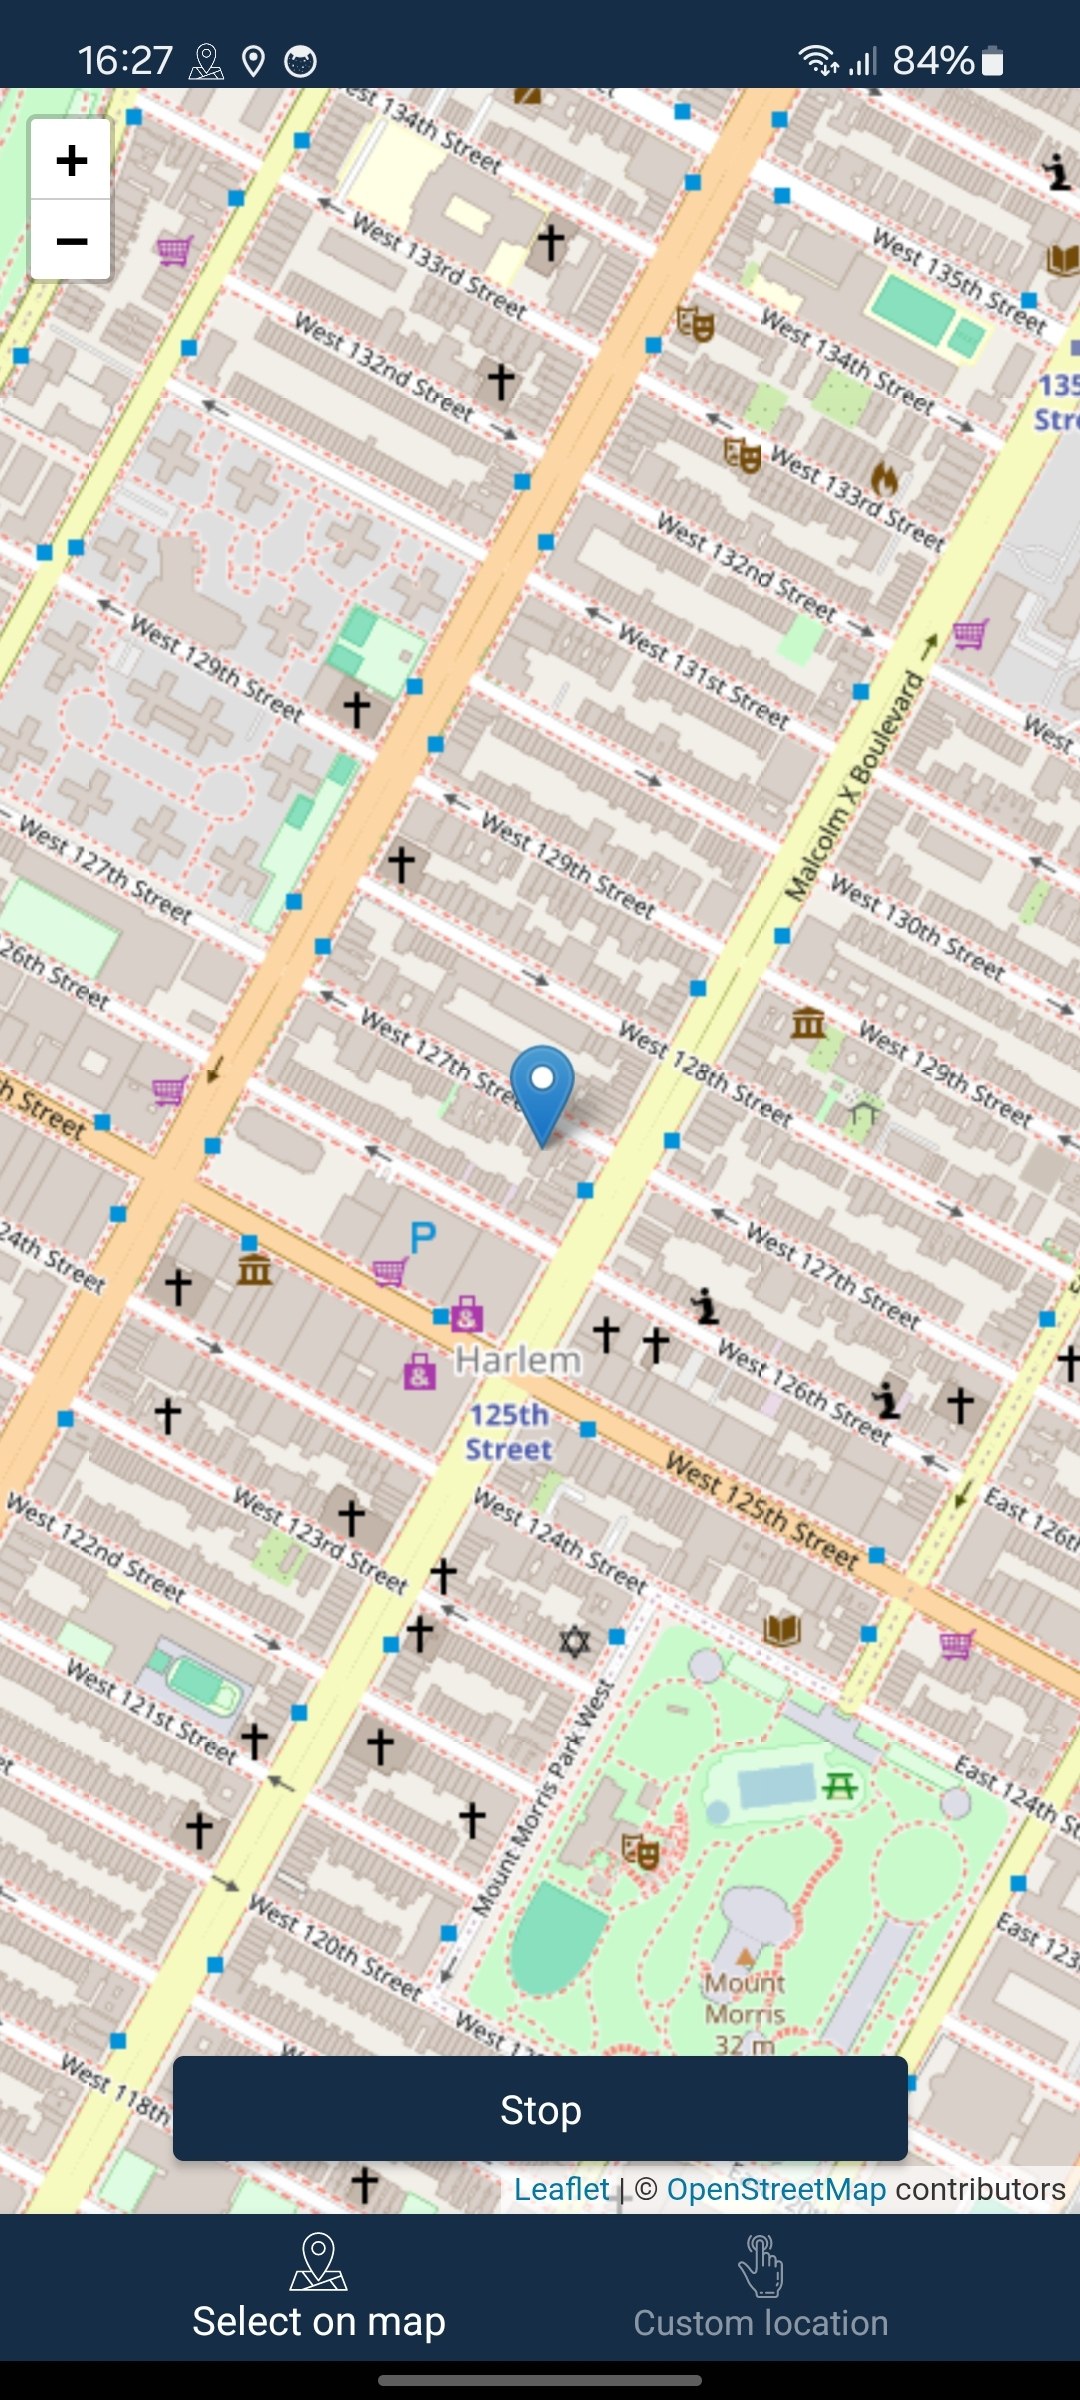 16:27
84%
+
−
134th Street
West 133rd Street
West 132nd Street
West 135th Street
West 134th Street
West 133rd Street
West 132nd Street
West 131st Street
West 129th Street
Malcolm X Boulevard
West
West 127th Street
26th Street
West 129th Street
West 130th Street
West 127th
West 128th Street
West 129th Street
h Street
24th Street
West 127th Street
P
Harlem
125th
Street
West 126th Street
West 125th Street
West 124th Street
West 123rd Street
West 122nd Street
West 121st Street
Mount Morris Park West
East 124th
West 120th Street
Mount
Morris
32 m
West 118th
Stop
Leaflet | © OpenStreetMap contributors
Select on map
Custom location